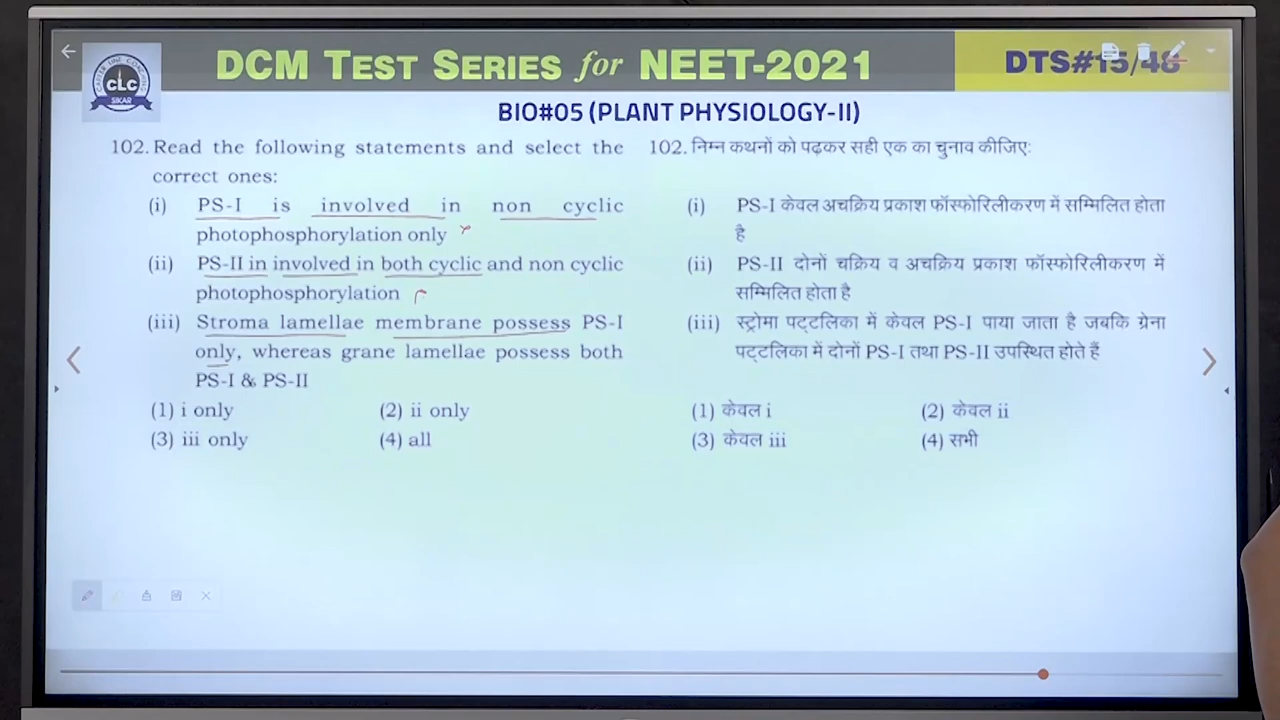 DCM TEST SERIES for NEET-2021
DTS#15/48
CLC
SIKAR
BIO#05 (PLANT PHYSIOLOGY-II)
102. Read the following statements and select the
correct ones:
(i) PS-I is involved in non cyclic
photophosphorylation only
(ii) PS-II in involved in both cyclic and non cyclic
photophosphorylation
(iii) Stroma lamellae membrane possess PS-I
only, whereas grane lamellae possess both
PS-I & PS-II
(1) i only (2) ii only
(3) iii only (4) all
102. निम्न कथनों को पढ़कर सही एक का चुनाव कीजिए:
(i) PS-I केवल अचक्रिय प्रकाश फॉस्फोरिलीकरण में सम्मिलित होता
है
(ii) PS-II दोनों चक्रिय व अचक्रिय प्रकाश फॉस्फोरिलीकरण में
सम्मिलित होता है
(iii) स्ट्रोमा पट्टलिका में केवल PS-I पाया जाता है जबकि ग्रेना
पट्टलिका में दोनों PS-I तथा PS-II उपस्थित होते हैं
(1) केवल i (2) केवल ii
(3) केवल iii (4) सभी